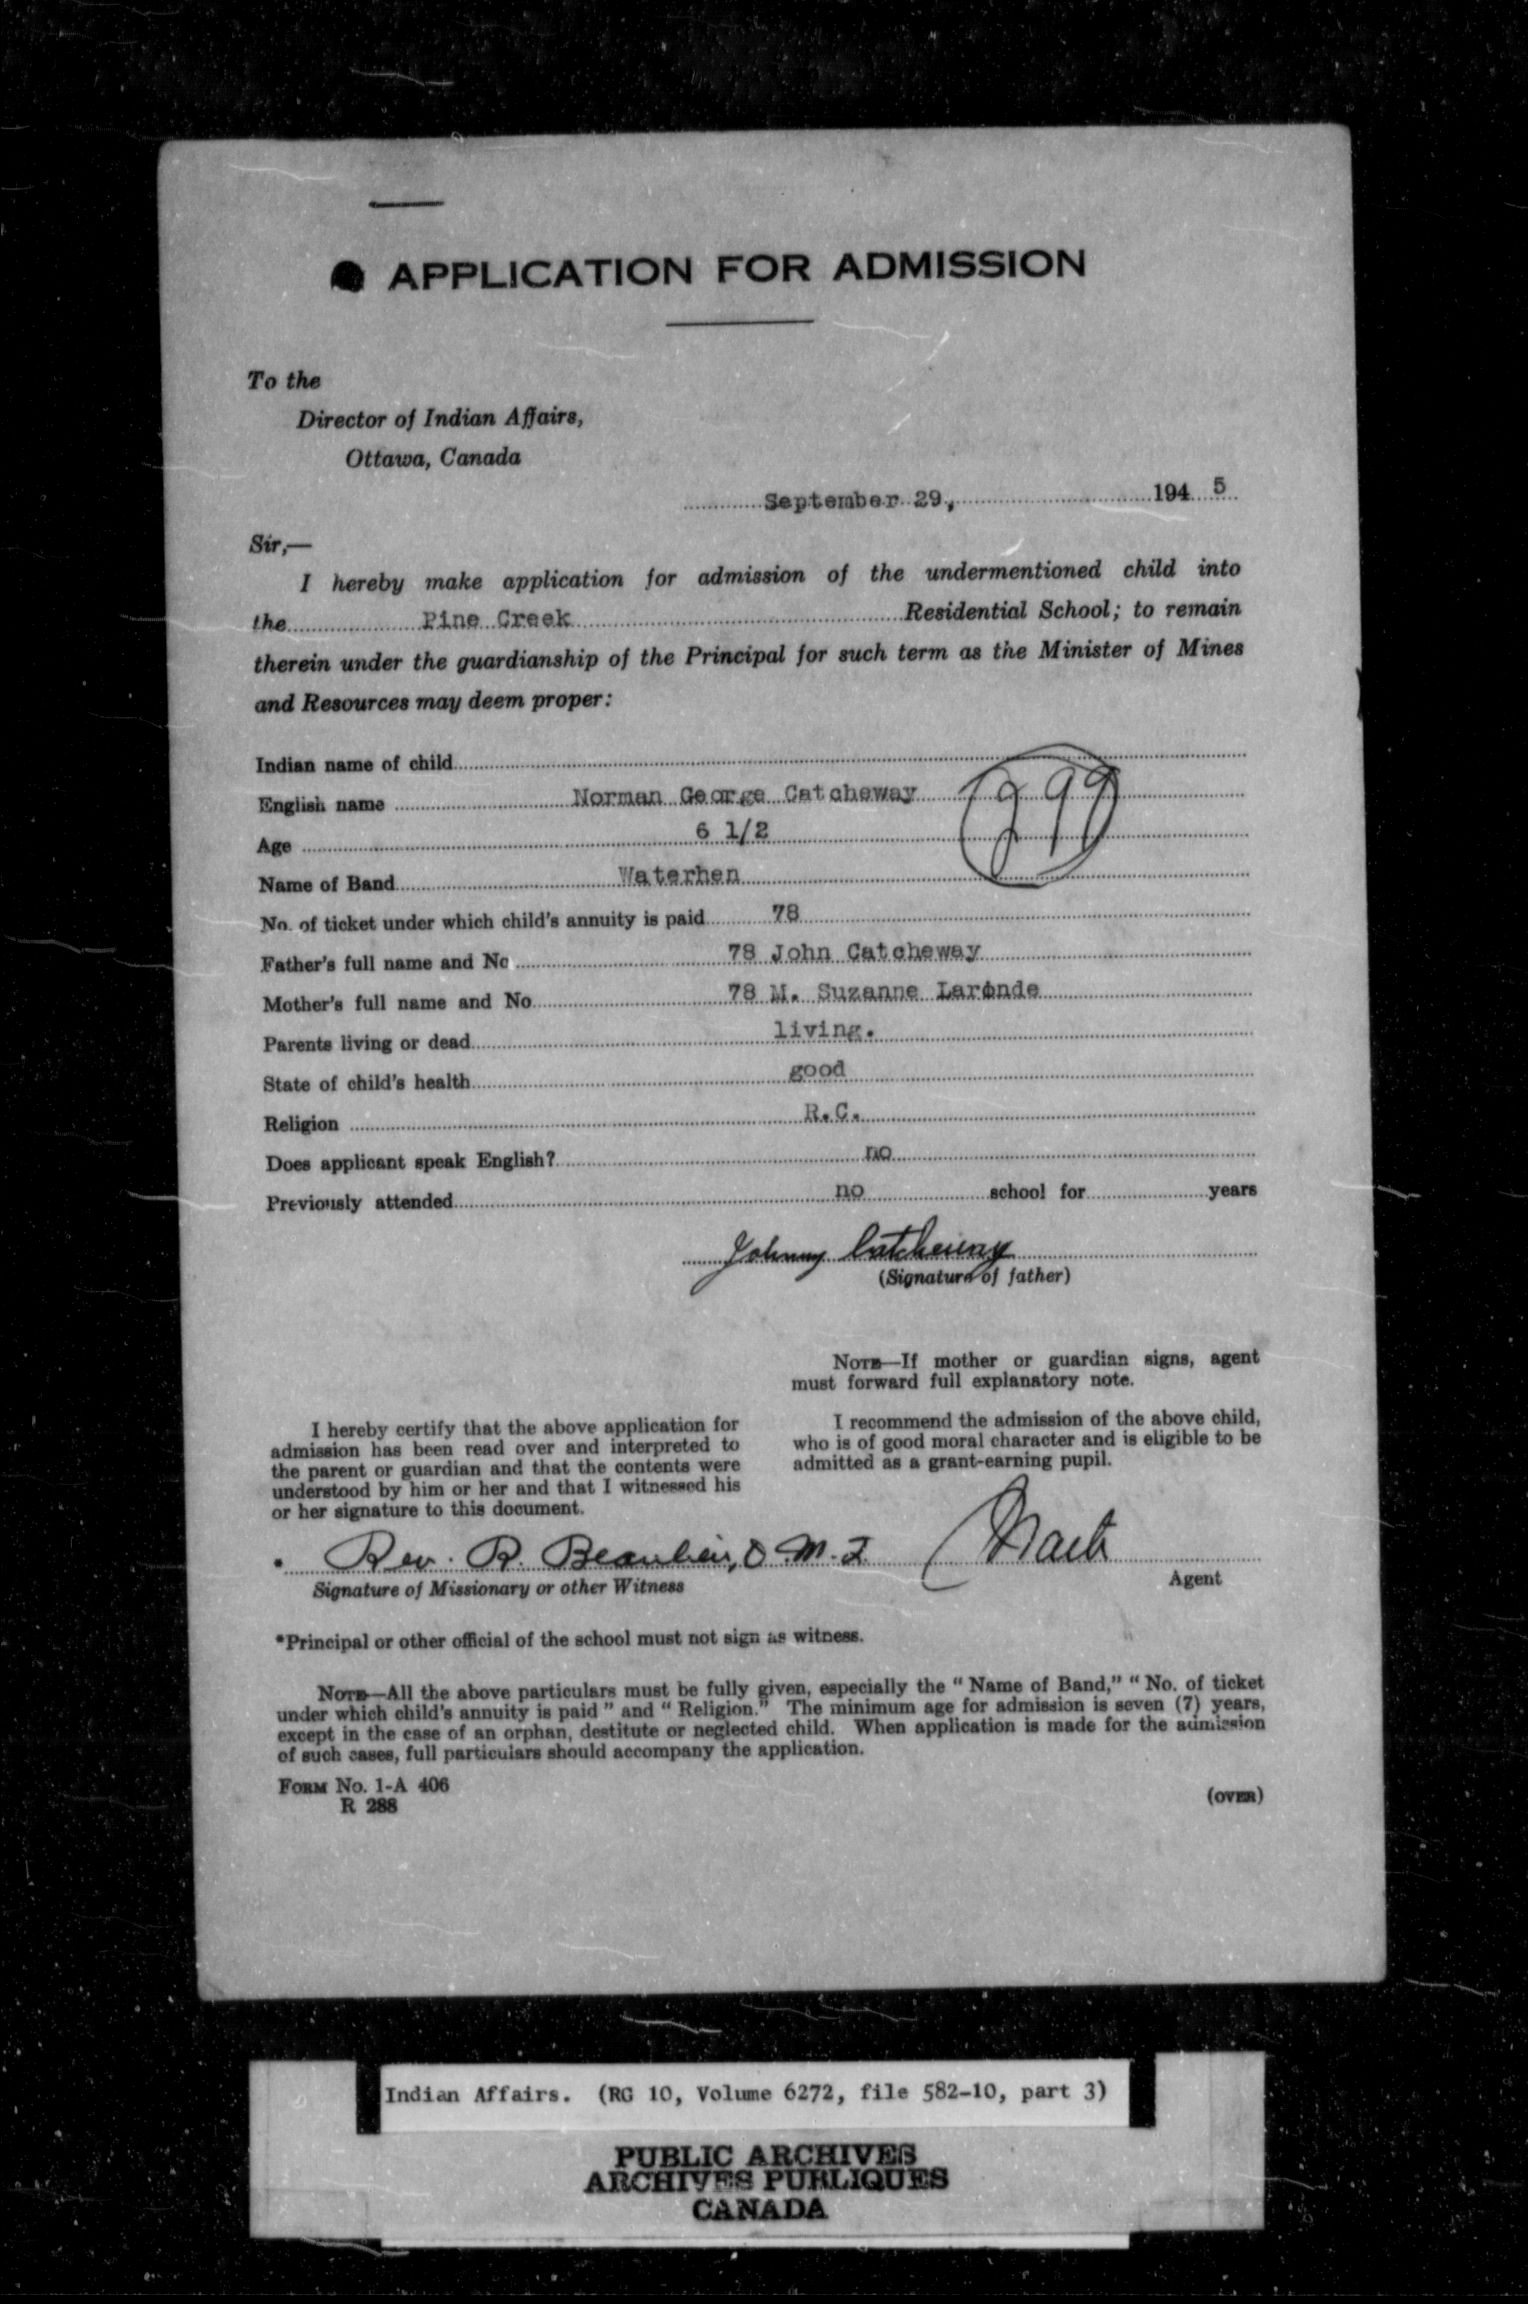 APPLICATION FOR ADMISSION
To the
Director of Indian Affairs,
Ottawa, Canada
September 29, 194 5
Sir,—
I hereby make application for admission of the undermentioned child into
the Pine Creek Residential School; to remain
therein under the guardianship of the Principal for such term as the Minister of Mines
and Resources may deem proper:
Indian name of child
English name Norman George Catcheway 299
Age 6 1/2
Name of Band Waterhen
No. of ticket under which child's annuity is paid 78
Father's full name and No 78 John Catcheway
Mother's full name and No 78 M. Suzanne Laronde
Parents living or dead living.
State of child's health good
Religion R.C.
Does applicant speak English? no
Previously attended no school for years
Johnny Catcheway
(Signature of father)
NOTE—If mother or guardian signs, agent
must forward full explanatory note.
I hereby certify that the above application for
admission has been read over and interpreted to
the parent or guardian and that the contents were
understood by him or her and that I witnessed his
or her signature to this document.
I recommend the admission of the above child,
who is of good moral character and is eligible to be
admitted as a grant-earning pupil.
Rev. R. Beaulieu, O.M.I
Signature of Missionary or other Witness
Agent
*Principal or other official of the school must not sign as witness.
NOTE—All the above particulars must be fully given, especially the "Name of Band," "No. of ticket
under which child's annuity is paid" and "Religion." The minimum age for admission is seven (7) years,
except in the case of an orphan, destitute or neglected child. When application is made for the admission
of such cases, full particulars should accompany the application.
FORM No. 1-A 406
R 288
(OVER)
Indian Affairs. (RG 10, Volume 6272, file 582-10, part 3)
PUBLIC ARCHIVES
ARCHIVES PUBLIQUES
CANADA